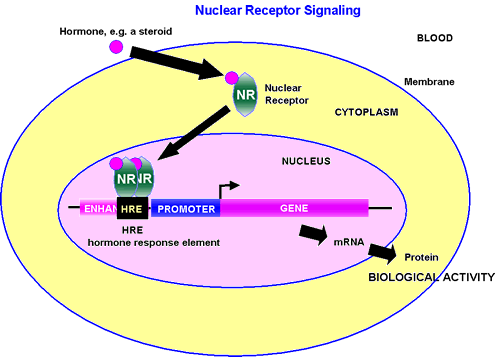 Nuclear Receptor Signaling
Hormone, e.g. a steroid
BLOOD
Membrane
NR
Nuclear
Receptor
CYTOPLASM
NUCLEUS
NR NR
ENHAN HRE PROMOTER GENE
HRE
hormone response element
mRNA
Protein
BIOLOGICAL ACTIVITY